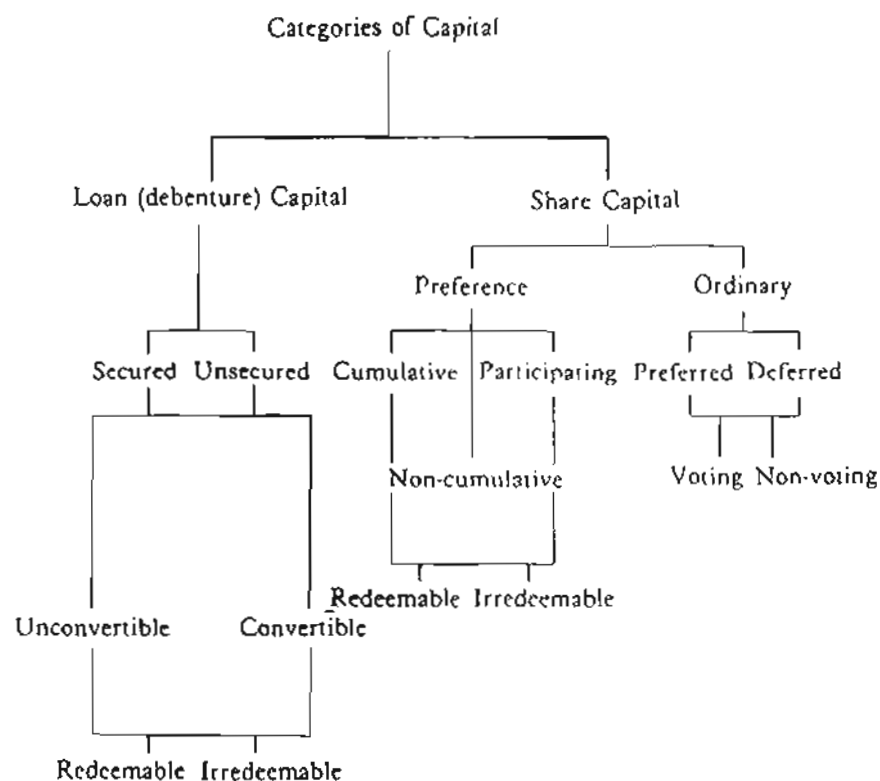 Categories of Capital
Loan (debenture) Capital
Share Capital
Preference
Ordinary
Secured Unsecured
Cumulative Participating
Preferred Deferred
Non-cumulative
Voting Non-voting
Redeemable Irredeemable
Unconvertible
Convertible
Redeemable Irredeemable